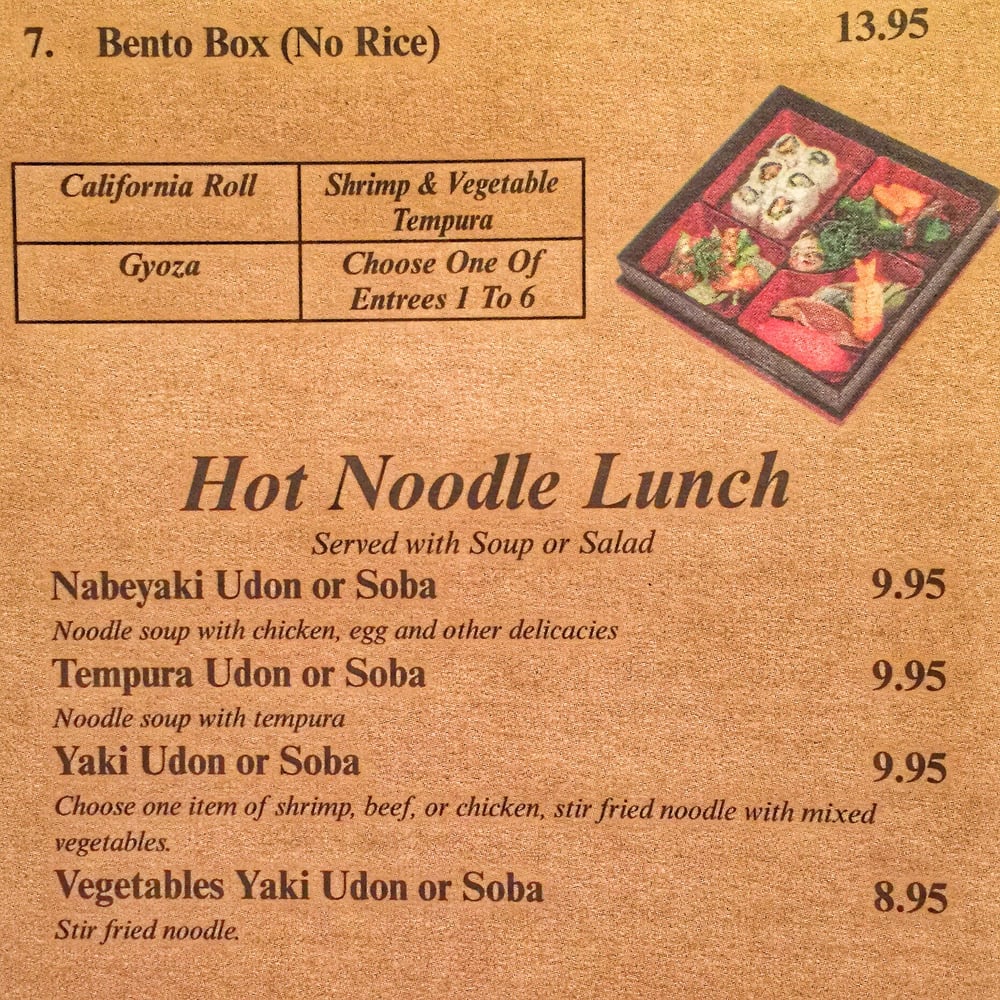 7. Bento Box (No Rice) 13.95
California Roll
Shrimp & Vegetable
Tempura
Gyoza
Choose One Of
Entrees 1 To 6
Hot Noodle Lunch
Served with Soup or Salad
Nabeyaki Udon or Soba 9.95
Noodle soup with chicken, egg and other delicacies
Tempura Udon or Soba 9.95
Noodle soup with tempura
Yaki Udon or Soba 9.95
Choose one item of shrimp, beef, or chicken, stir fried noodle with mixed
vegetables.
Vegetables Yaki Udon or Soba 8.95
Stir fried noodle.